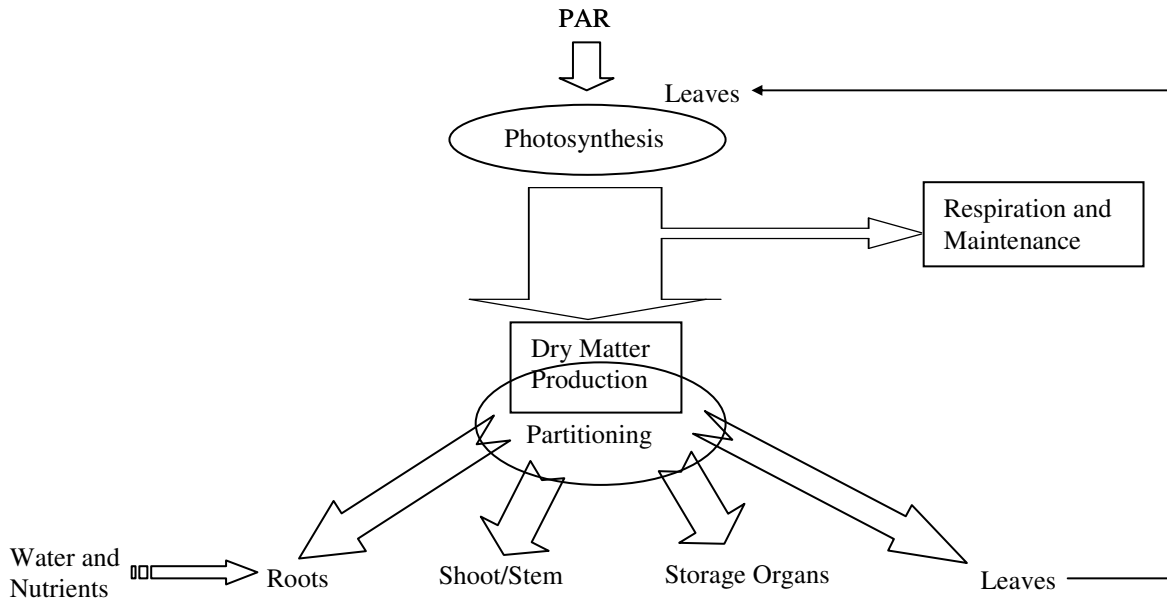 PAR
Leaves
Photosynthesis
Respiration and
Maintenance
Dry Matter
Production
Partitioning
Water and
Nutrients
Roots
Shoot/Stem
Storage Organs
Leaves